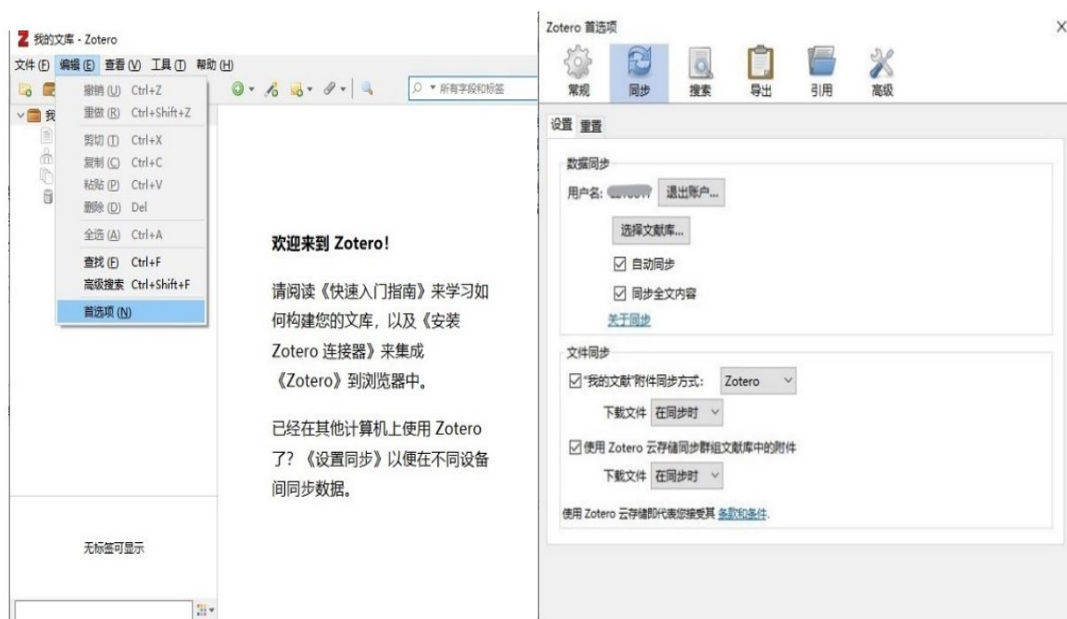 我的文库 - Zotero
文件(F) 编辑(E) 查看(V) 工具(T) 帮助(H)
所有字段和标签
我
撤销(U) Ctrl+Z
重做(R) Ctrl+Shift+Z
剪切(T) Ctrl+X
复制(C) Ctrl+C
粘贴(P) Ctrl+V
删除(D) Del
全选(A) Ctrl+A
查找(F) Ctrl+F
高级搜索 Ctrl+Shift+F
首选项(N)
欢迎来到 Zotero!
请阅读《快速入门指南》来学习如
何构建您的文库，以及《安装
Zotero 连接器》来集成
《Zotero》到浏览器中。
已经在其他计算机上使用 Zotero
了？《设置同步》以便在不同设备
间同步数据。
无标签可显示
Zotero 首选项
常规 同步 搜索 导出 引用 高级
设置 重置
数据同步
用户名: 退出账户...
选择文献库...
自动同步
同步全文内容
关于同步
文件同步
"我的文献"附件同步方式： Zotero
下载文件 在同步时
使用 Zotero 云存储同步群组文献库中的附件
下载文件 在同步时
使用 Zotero 云存储即代表您接受其 条款和条件.